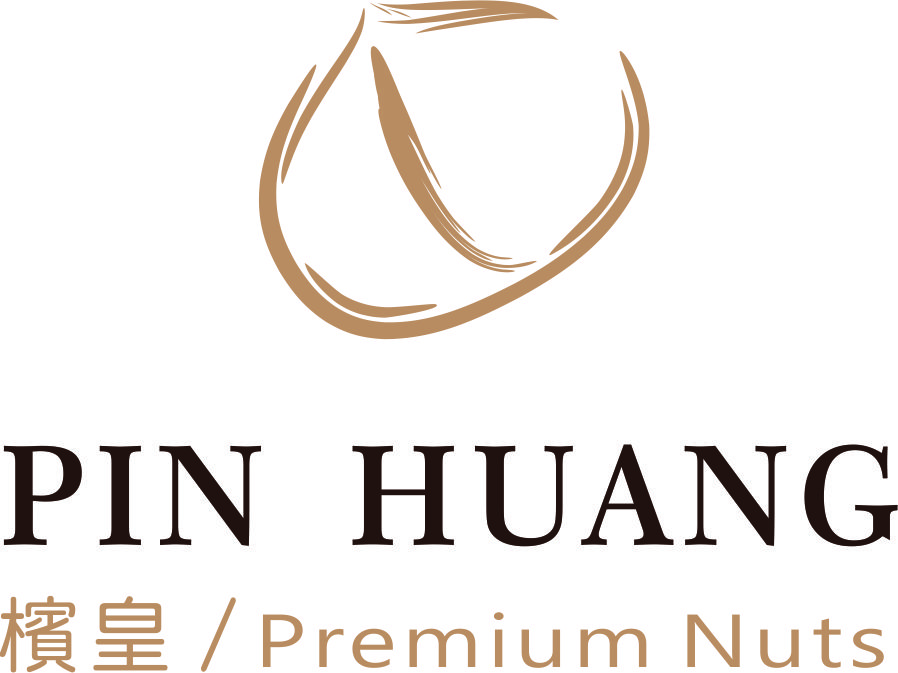 PIN HUANG
檳皇 / Premium Nuts